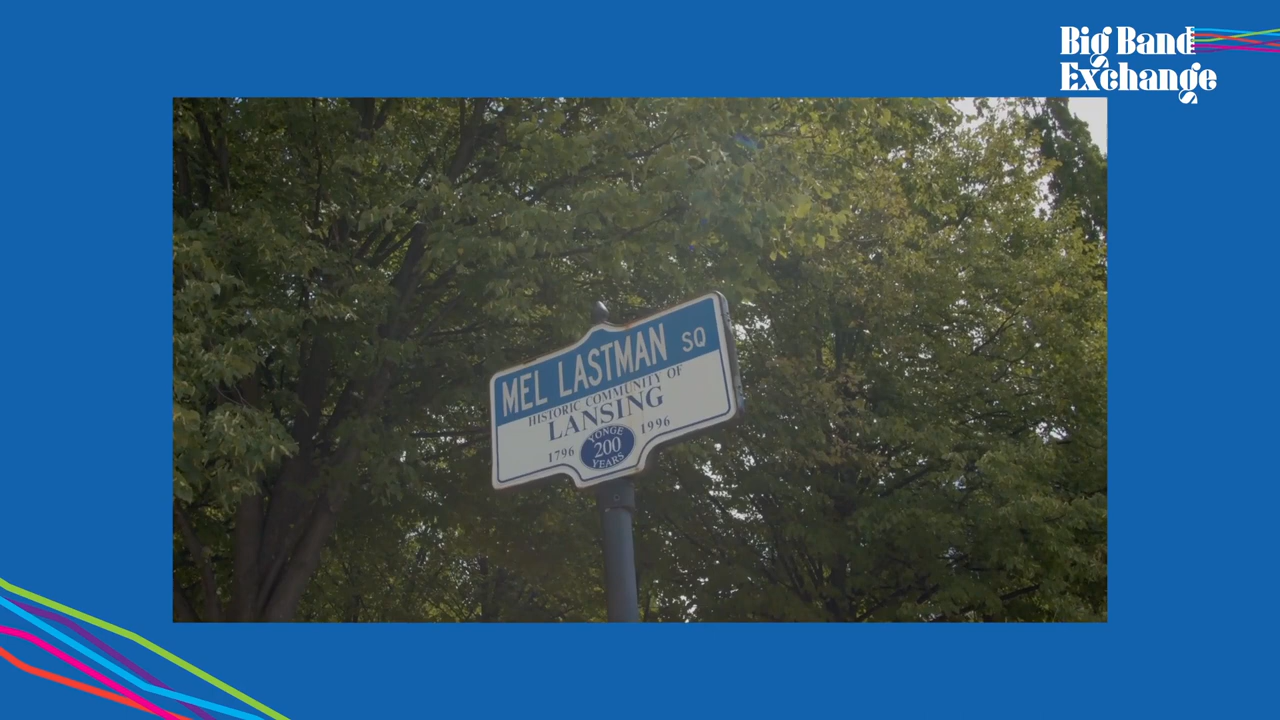 Big Band
Exchange
MEL LASTMAN SQ
HISTORIC COMMUNITY OF
LANSING
1796 YONGE 200 YEARS 1996